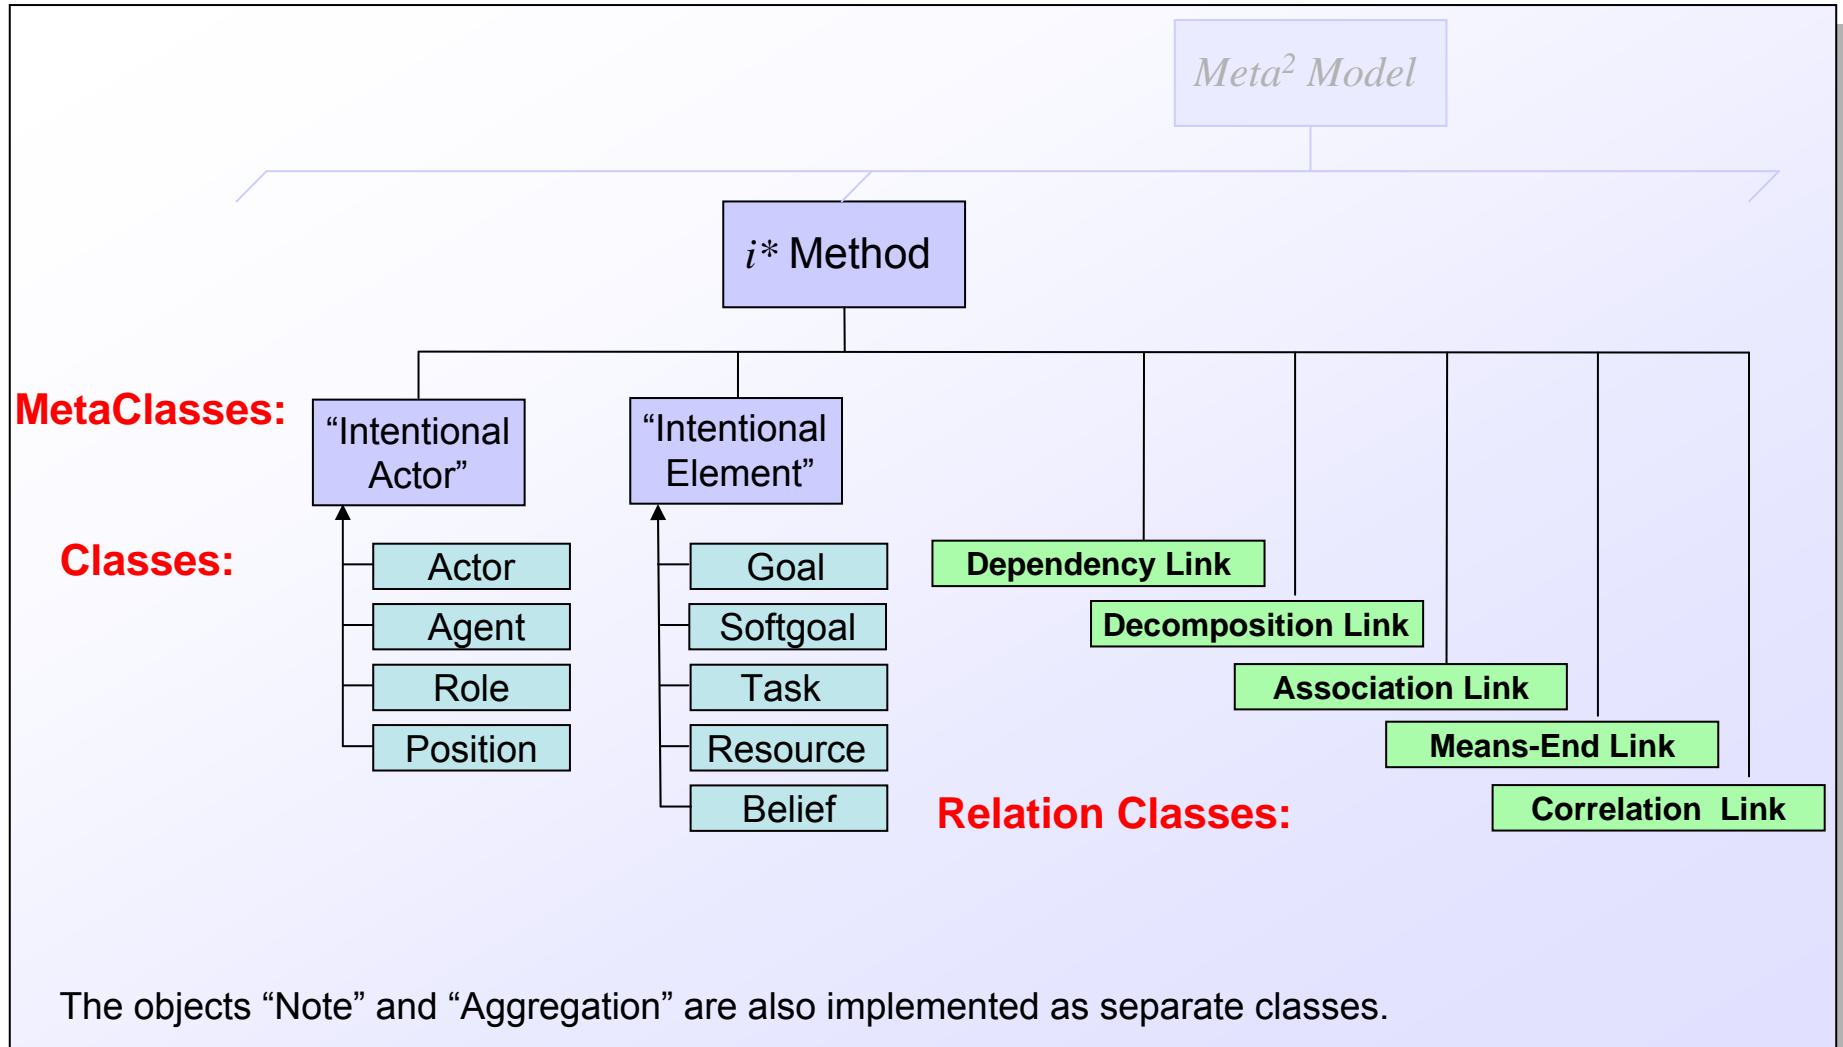 Meta² Model
i* Method
MetaClasses:
“Intentional
Actor”
“Intentional
Element”
Classes:
Actor
Agent
Role
Position
Goal
Softgoal
Task
Resource
Belief
Dependency Link
Decomposition Link
Association Link
Means-End Link
Correlation Link
Relation Classes:
The objects “Note” and “Aggregation” are also implemented as separate classes.